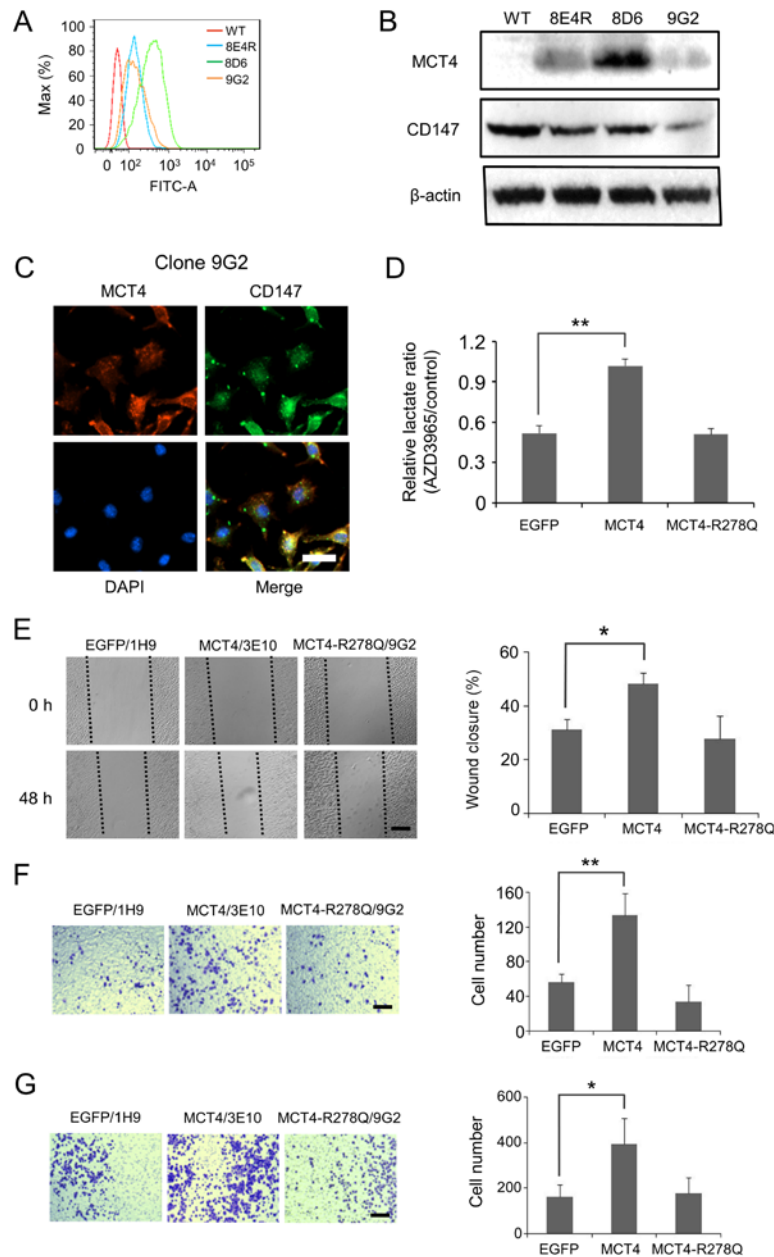 A
WT
8E4R
8D6
9G2
Max (%)
100
80
60
40
20
0
0 10² 10³ 10⁴ 10⁵
FITC-A
B
WT 8E4R 8D6 9G2
MCT4
CD147
β-actin
C
Clone 9G2
MCT4 CD147
DAPI Merge
D
Relative lactate ratio
(AZD3965/control)
1.2
0.9
0.6
0.3
0
**
EGFP MCT4 MCT4-R278Q
E
EGFP/1H9 MCT4/3E10 MCT4-R278Q/9G2
0 h
48 h
Wound closure (%)
60
40
20
0
*
EGFP MCT4 MCT4-R278Q
F
EGFP/1H9 MCT4/3E10 MCT4-R278Q/9G2
Cell number
160
120
80
40
0
**
EGFP MCT4 MCT4-R278Q
G
EGFP/1H9 MCT4/3E10 MCT4-R278Q/9G2
Cell number
600
400
200
0
*
EGFP MCT4 MCT4-R278Q